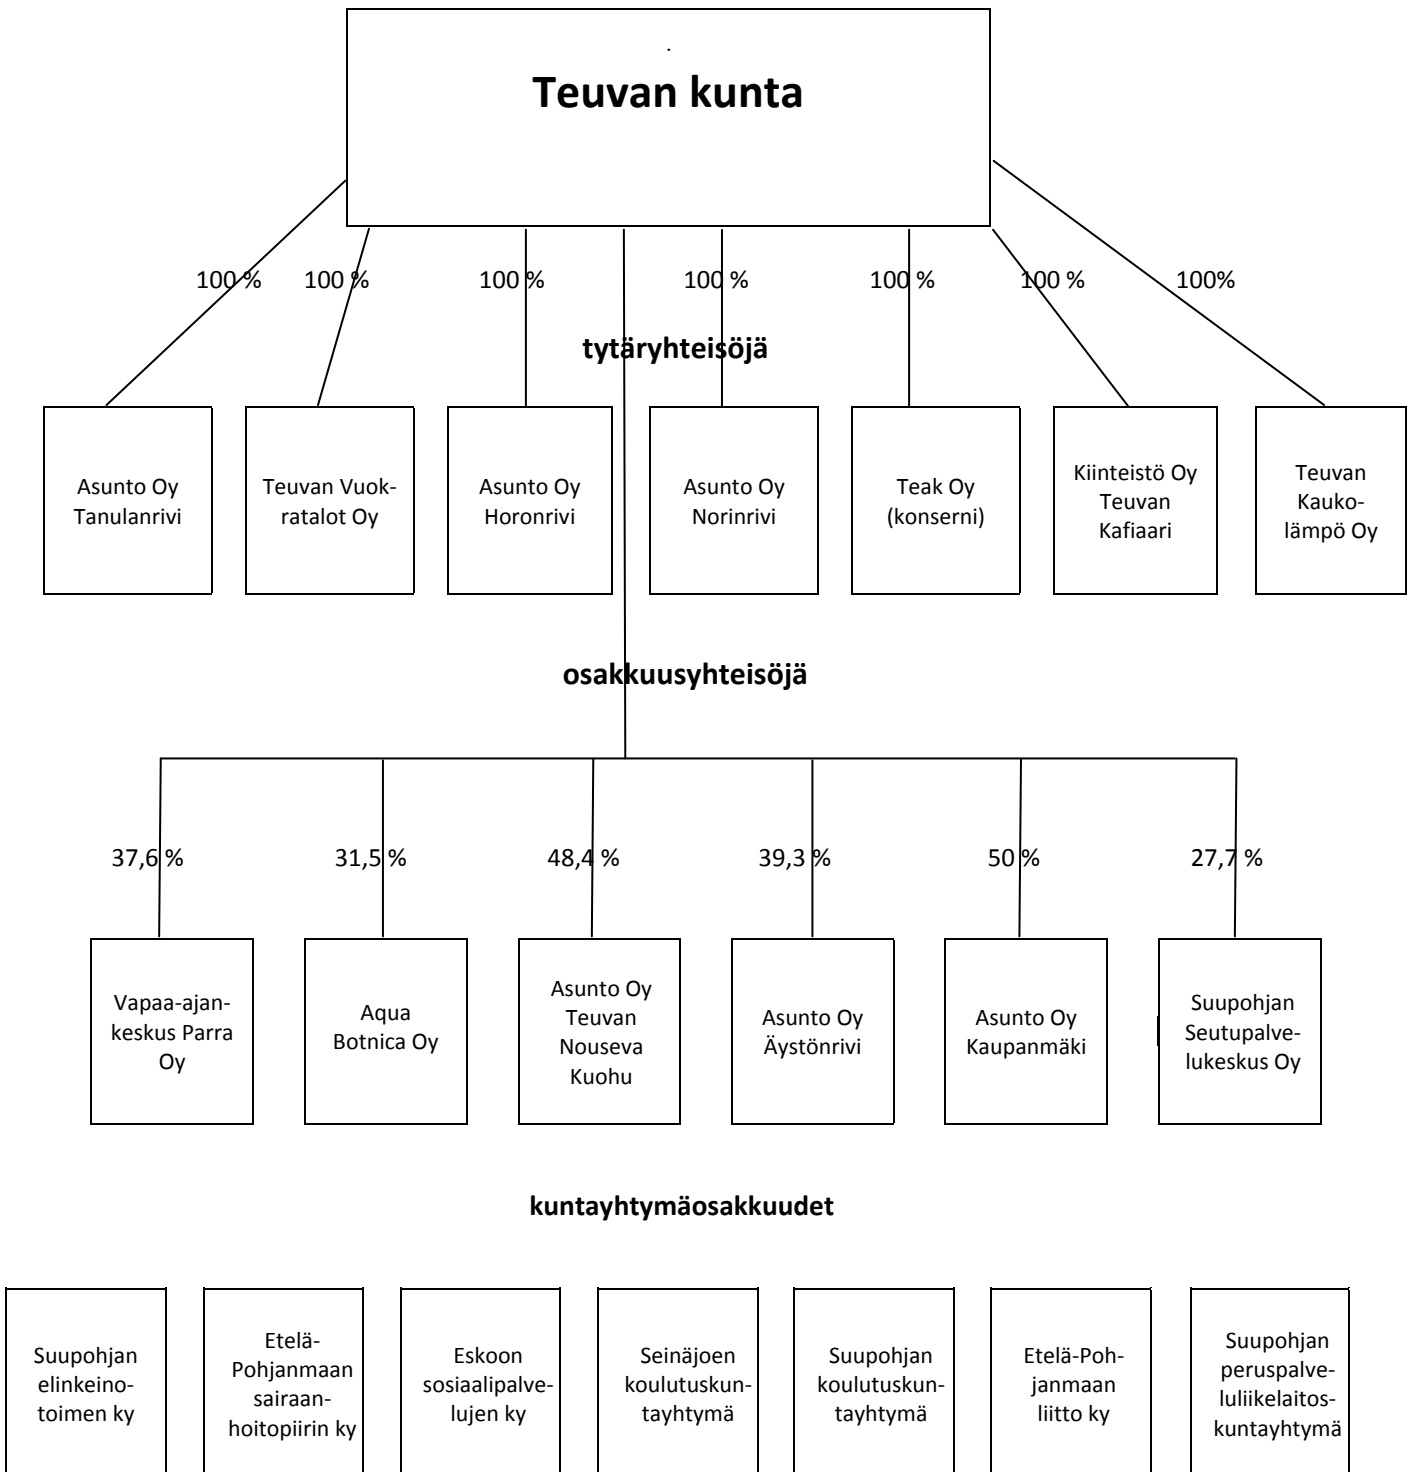 Teuvan kunta
100 % 100 % 100 % 100 % 100 % 100 % 100%
tytäryhteisöjä
Asunto Oy
Tanulanrivi
Teuvan Vuok-
ratalot Oy
Asunto Oy
Horonrivi
Asunto Oy
Norinrivi
Teak Oy
(konserni)
Kiinteistö Oy
Teuvan
Kafiaari
Teuvan
Kauko-
lämpö Oy
osakkuusyhteisöjä
37,6 % 31,5 % 48,4 % 39,3 % 50 % 27,7 %
Vapaa-ajan-
keskus Parra
Oy
Aqua
Botnica Oy
Asunto Oy
Teuvan
Nouseva
Kuohu
Asunto Oy
Äystönrivi
Asunto Oy
Kaupanmäki
Suupohjan
Seutupalve-
lukeskus Oy
kuntayhtymäosakkuudet
Suupohjan
elinkeino-
toimen ky
Etelä-
Pohjanmaan
sairaan-
hoitopiirin ky
Eskoon
sosiaalipalve-
lujen ky
Seinäjoen
koulutuskun-
tayhtymä
Suupohjan
koulutuskun-
tayhtymä
Etelä-Poh-
janmaan
liitto ky
Suupohjan
peruspalve-
luliikelaitos-
kuntayhtymä